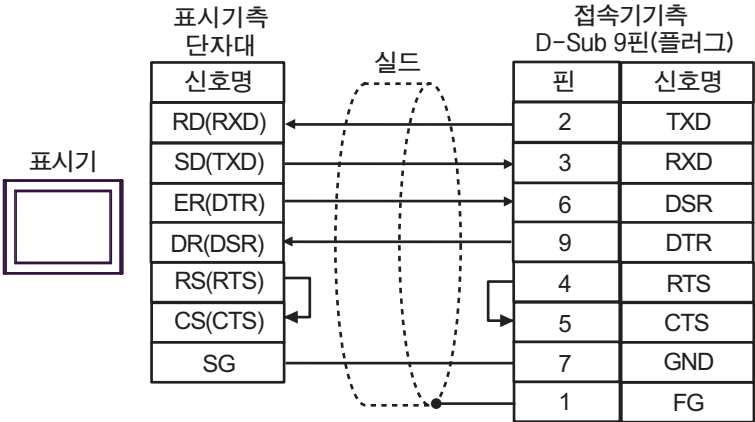 표시기측
단자대
접속기기측
D-Sub 9핀(플러그)
실드
표시기
신호명
핀 신호명
RD(RXD) 2 TXD
SD(TXD) 3 RXD
ER(DTR) 6 DSR
DR(DSR) 9 DTR
RS(RTS) 4 RTS
CS(CTS) 5 CTS
SG 7 GND
1 FG